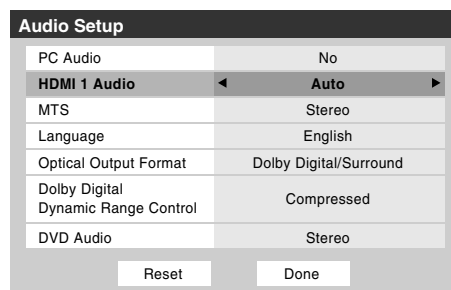 Audio Setup
PC Audio No
HDMI 1 Audio ◀ Auto ▶
MTS Stereo
Language English
Optical Output Format Dolby Digital/Surround
Dolby Digital
Dynamic Range Control Compressed
DVD Audio Stereo
Reset Done